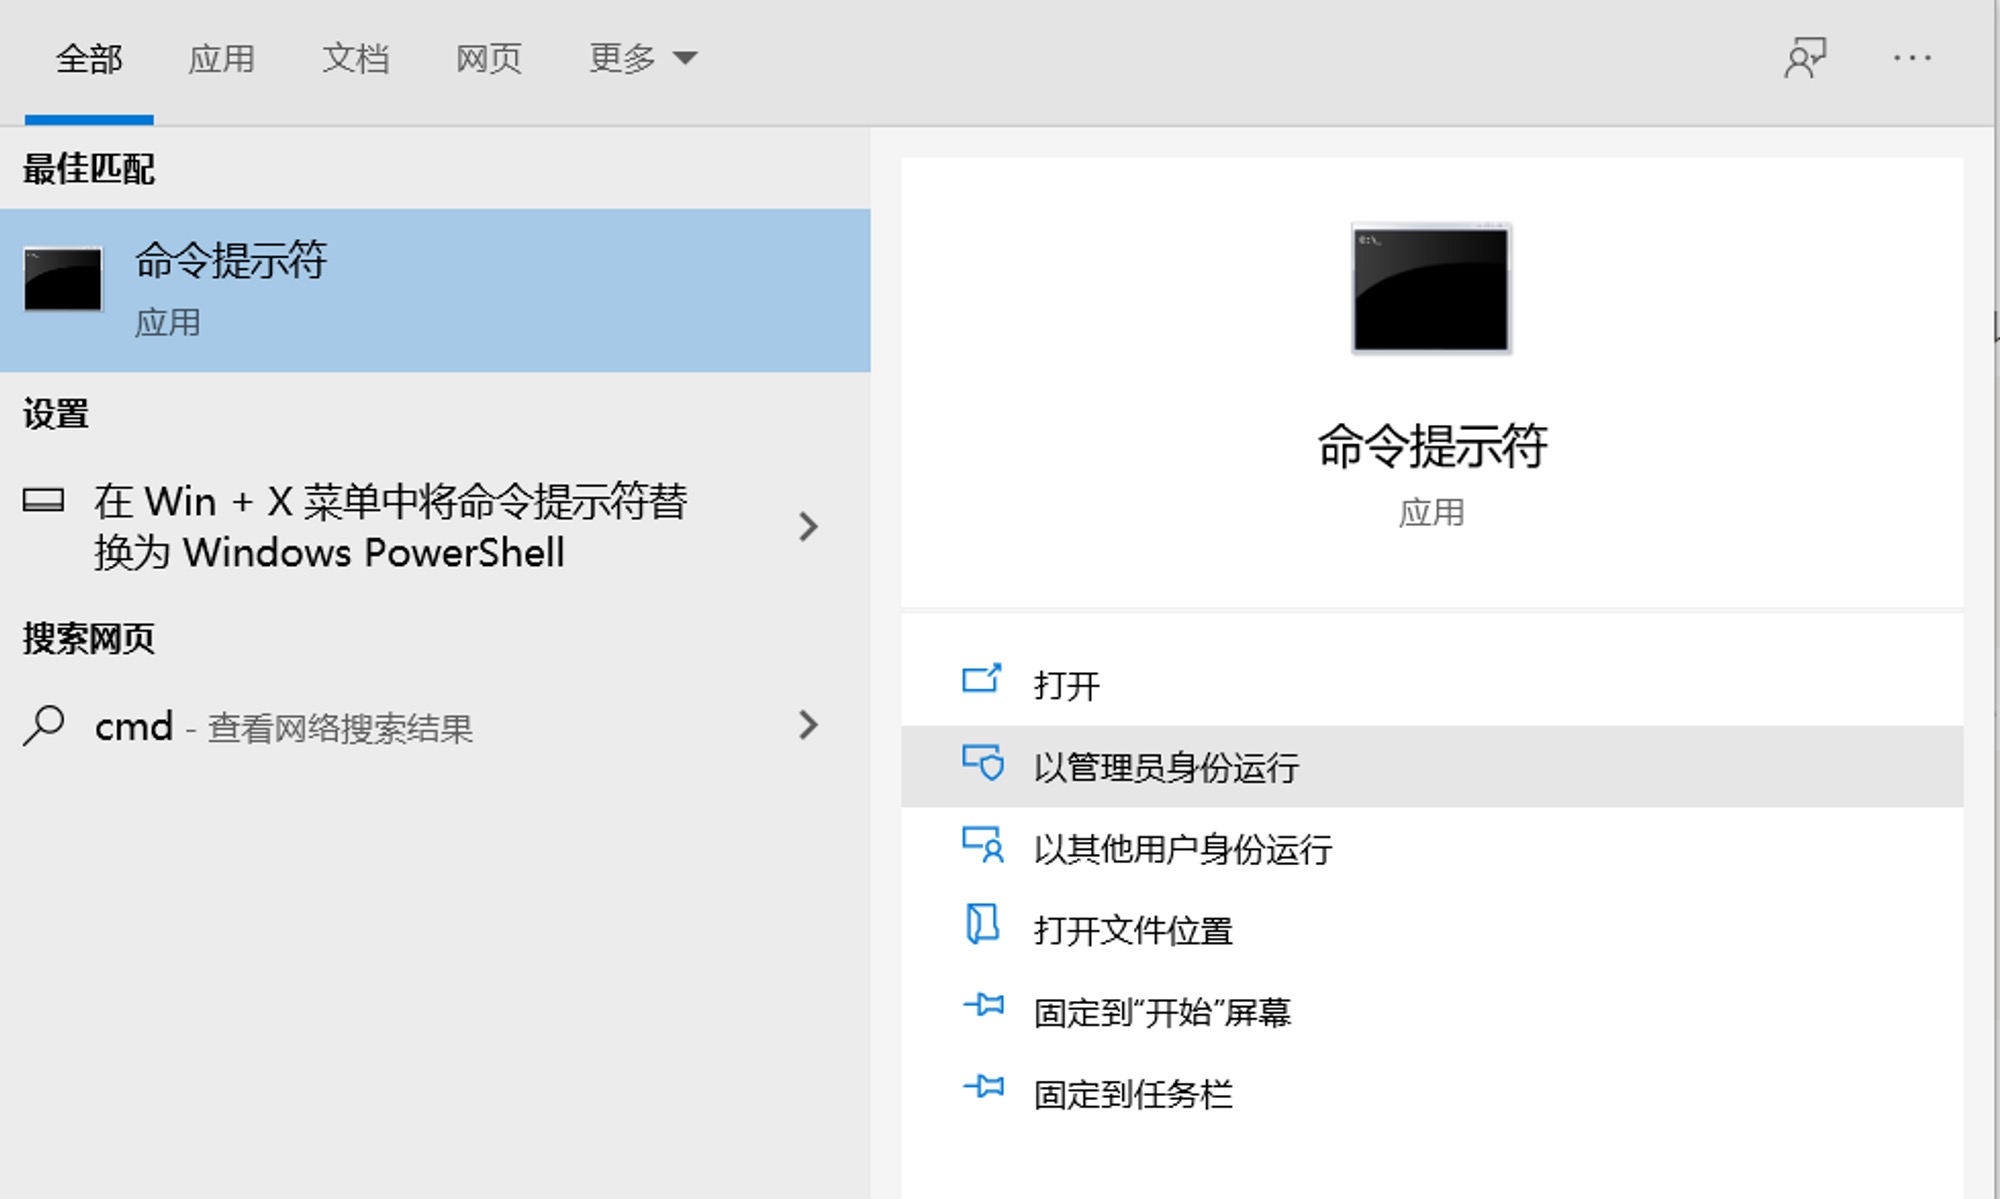 全部 应用 文档 网页 更多
最佳匹配
命令提示符
应用
设置
在 Win + X 菜单中将命令提示符替
换为 Windows PowerShell
搜索网页
cmd - 查看网络搜索结果
命令提示符
应用
打开
以管理员身份运行
以其他用户身份运行
打开文件位置
固定到“开始”屏幕
固定到任务栏